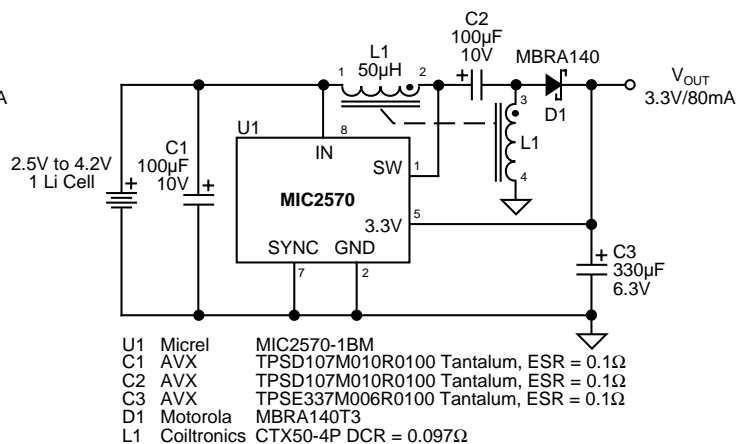 A
2.5V to 4.2V
1 Li Cell
C1
100µF
10V
L1
50µH
1
2
C2
100µF
10V
MBRA140
D1
V_OUT
3.3V/80mA
3
L1
4
U1
8
IN
SW
1
MIC2570
3.3V
5
SYNC
GND
7
2
C3
330µF
6.3V
U1 Micrel MIC2570-1BM
C1 AVX TPSD107M010R0100 Tantalum, ESR = 0.1Ω
C2 AVX TPSD107M010R0100 Tantalum, ESR = 0.1Ω
C3 AVX TPSE337M006R0100 Tantalum, ESR = 0.1Ω
D1 Motorola MBRA140T3
L1 Coiltronics CTX50-4P DCR = 0.097Ω